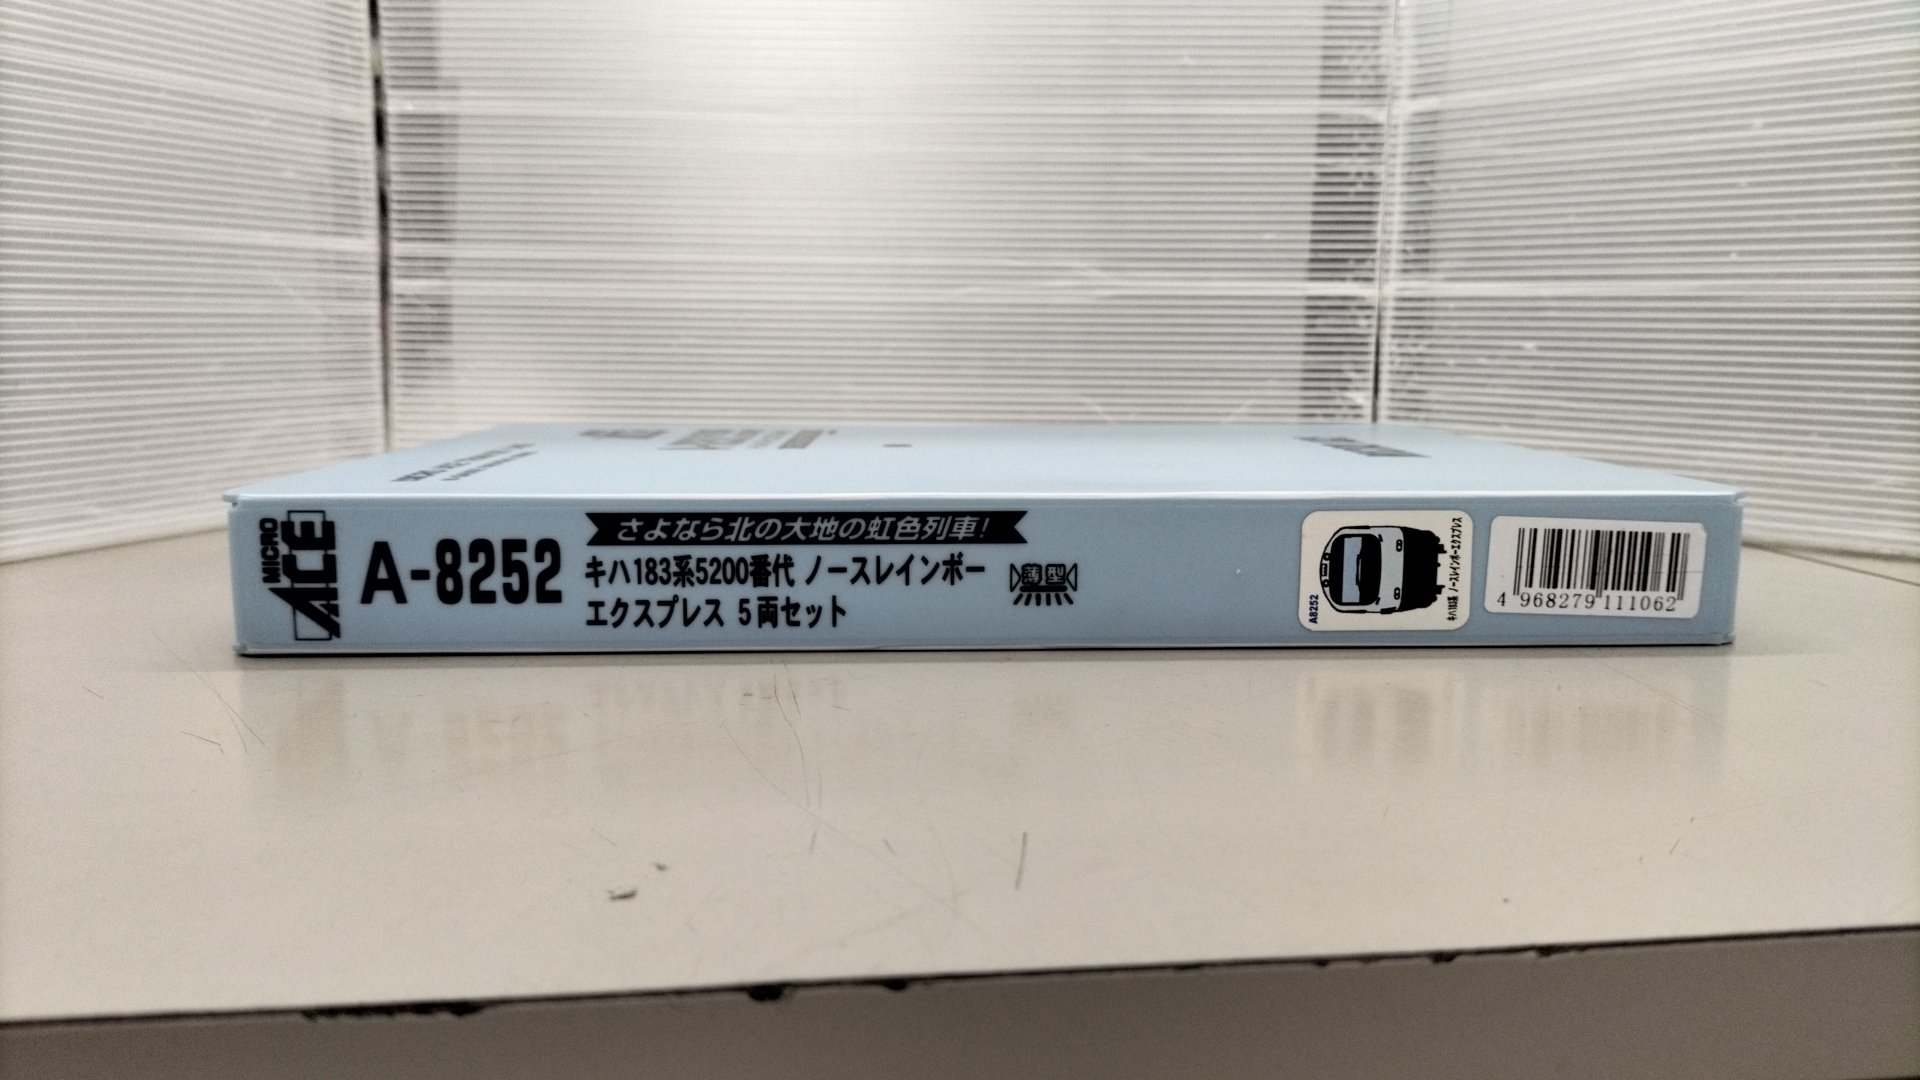 MICRO
ACE
A-8252
さよなら北の大地の虹色列車!
キハ183系5200番代 ノースレインボー
エクスプレス 5両セット
薄型
A8252
キハ183系 ノースレインボーエクスプレス
4 968279 111062